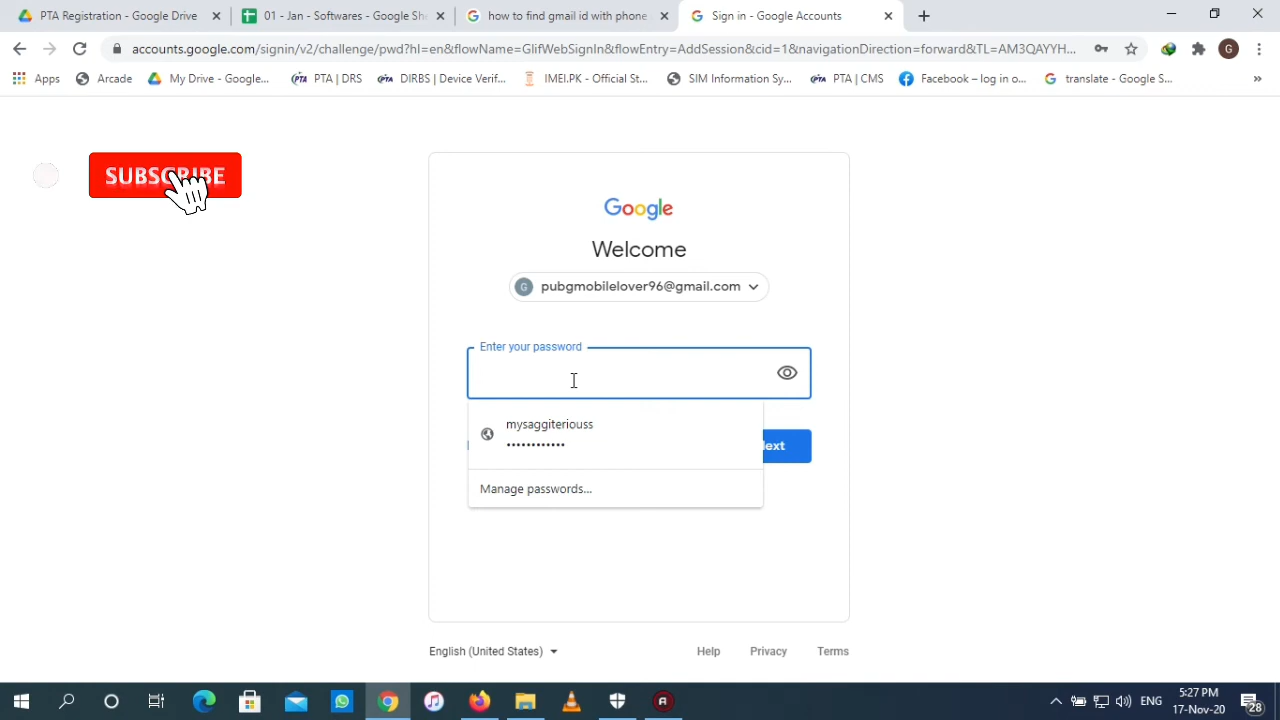 PTA Registration - Google Drive
01 - Jan - Softwares - Google She
how to find gmail id with phone
Sign in - Google Accounts
accounts.google.com/signin/v2/challenge/pwd?hl=en&flowName=GlifWebSignIn&flowEntry=AddSession&cid=1&navigationDirection=forward&TL=AM3QAYYH...
G
Apps
Arcade
My Drive - Google...
PTA | DRS
DIRBS | Device Verif...
IMEI.PK - Official St...
SIM Information Sy...
PTA | CMS
Facebook – log in o...
translate - Google S...
»
SUBSCRIBE
Google
Welcome
G pubgmobilelover96@gmail.com
Enter your password
mysaggiteriouss
••••••••••••
ext
Manage passwords...
English (United States)
Help Privacy Terms
ENG
5:27 PM
17-Nov-20
28